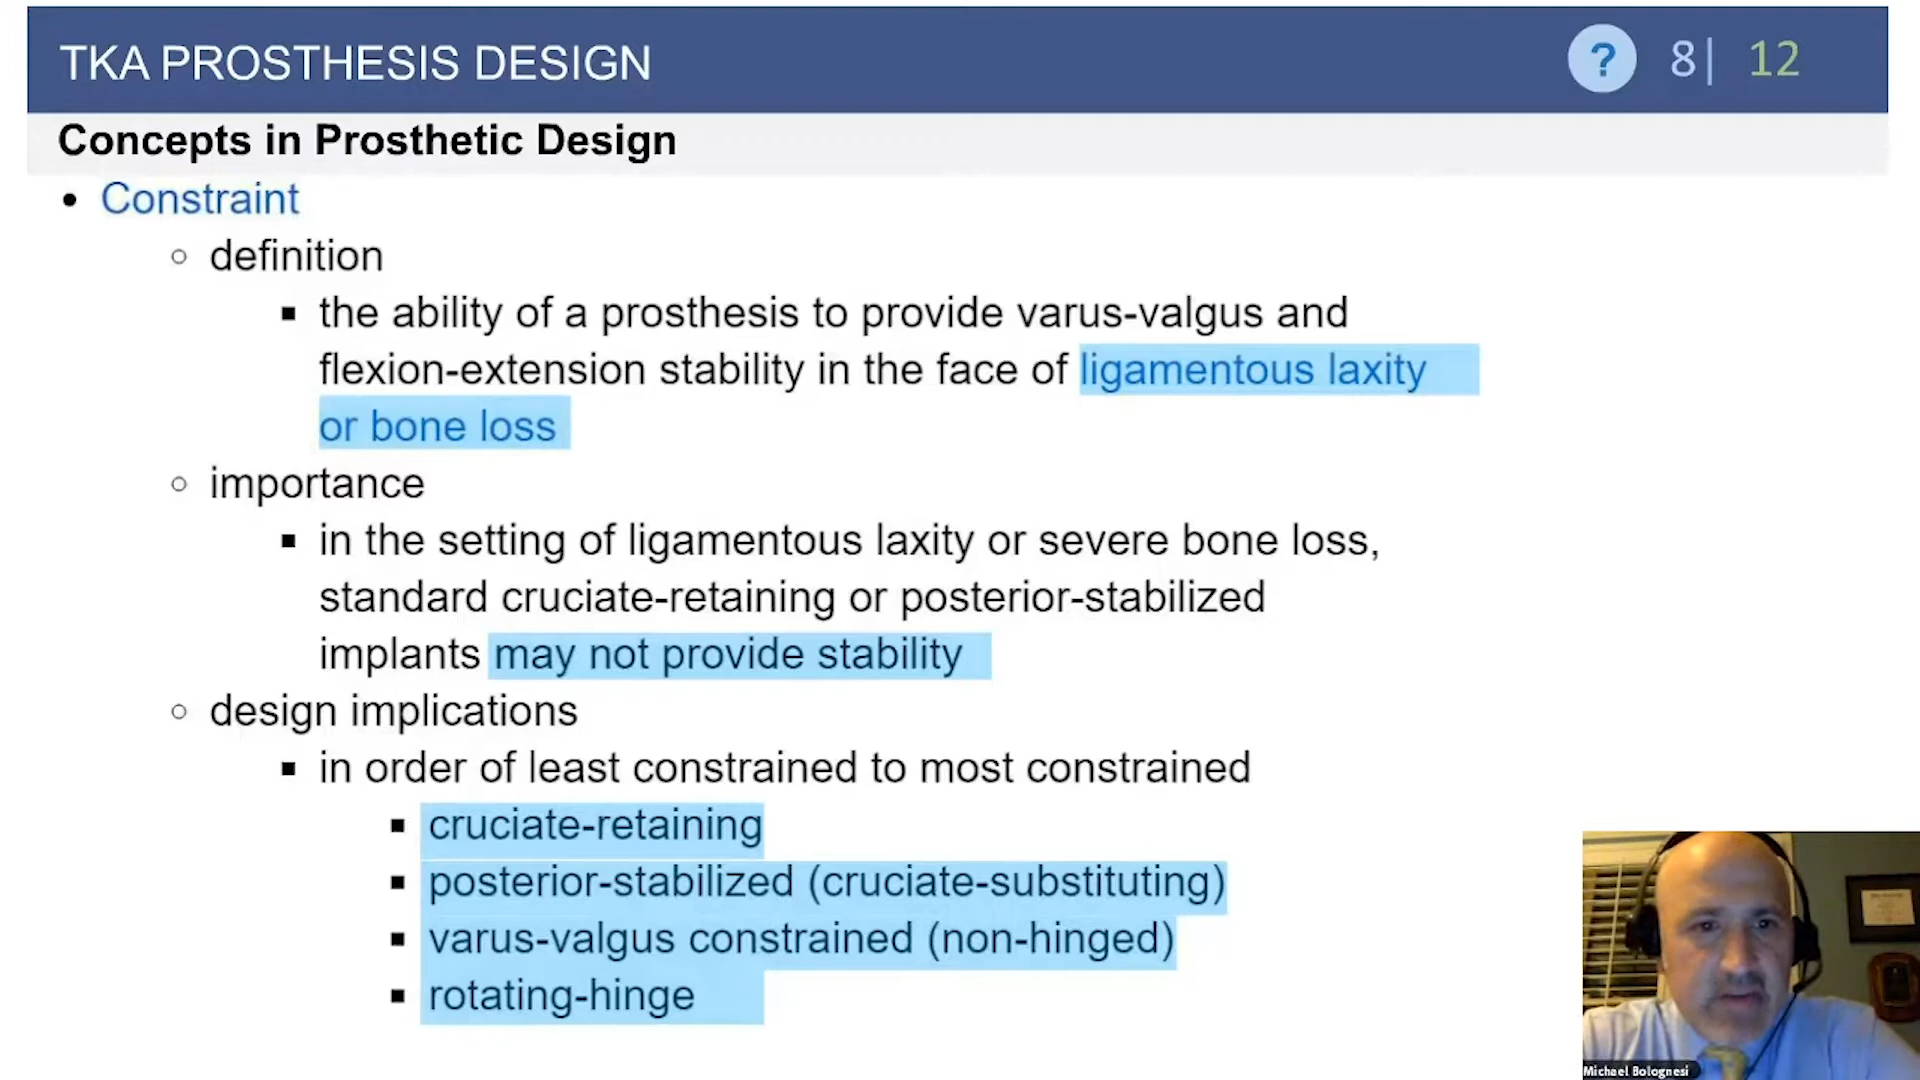 TKA PROSTHESIS DESIGN
? 8| 12
Concepts in Prosthetic Design
Constraint
definition
the ability of a prosthesis to provide varus-valgus and
flexion-extension stability in the face of ligamentous laxity
or bone loss
importance
in the setting of ligamentous laxity or severe bone loss,
standard cruciate-retaining or posterior-stabilized
implants may not provide stability
design implications
in order of least constrained to most constrained
cruciate-retaining
posterior-stabilized (cruciate-substituting)
varus-valgus constrained (non-hinged)
rotating-hinge
Michael Bolognesi